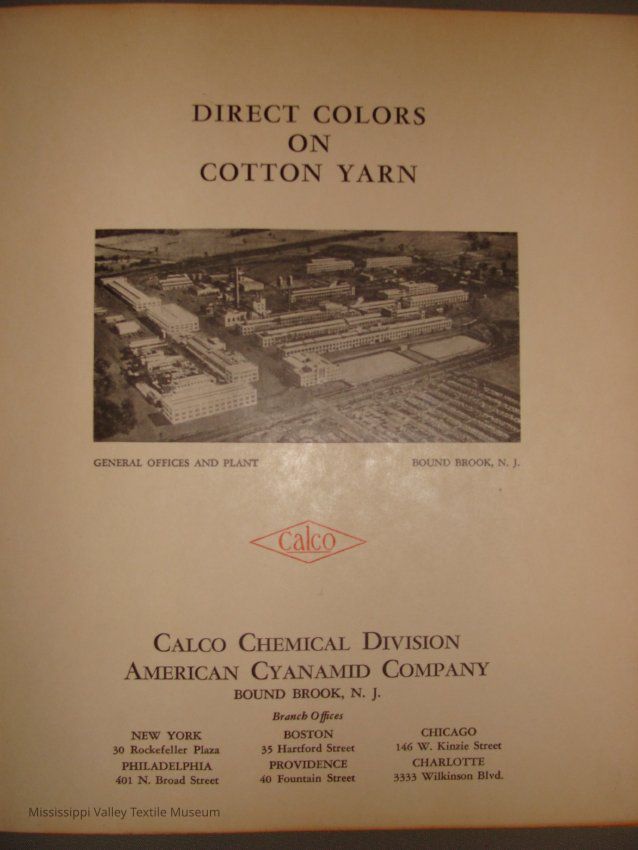 DIRECT COLORS
ON
COTTON YARN
GENERAL OFFICES AND PLANT
BOUND BROOK, N. J.
Calco
CALCO CHEMICAL DIVISION
AMERICAN CYANAMID COMPANY
BOUND BROOK, N. J.
Branch Offices
NEW YORK
30 Rockefeller Plaza
BOSTON
35 Hartford Street
CHICAGO
146 W. Kinzie Street
PHILADELPHIA
401 N. Broad Street
PROVIDENCE
40 Fountain Street
CHARLOTTE
3333 Wilkinson Blvd.
Mississippi Valley Textile Museum